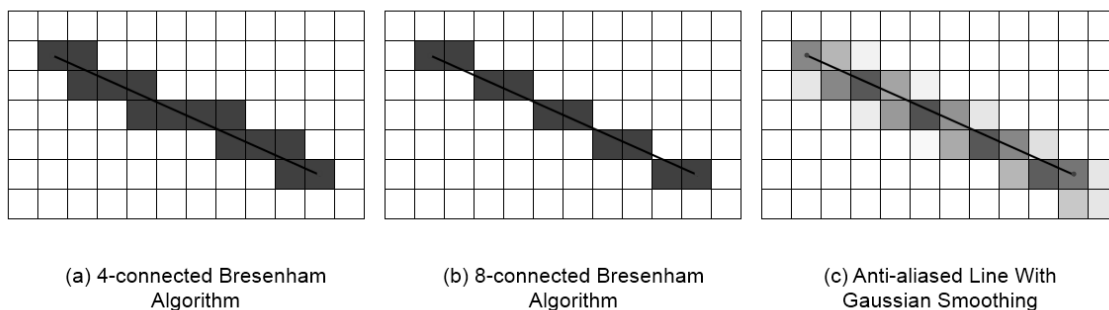 (a) 4-connected Bresenham
Algorithm
(b) 8-connected Bresenham
Algorithm
(c) Anti-aliased Line With
Gaussian Smoothing